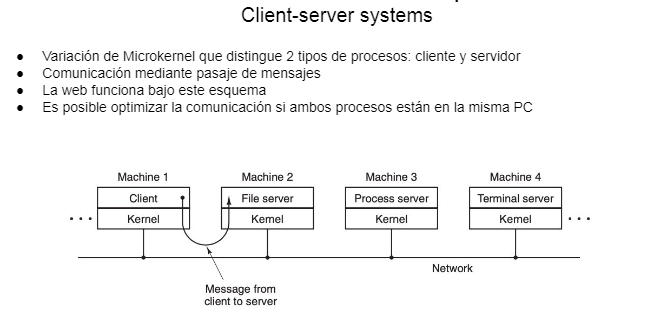 Client-server systems
● Variación de Microkernel que distingue 2 tipos de procesos: cliente y servidor
● Comunicación mediante pasaje de mensajes
● La web funciona bajo este esquema
● Es posible optimizar la comunicación si ambos procesos están en la misma PC
Machine 1 Machine 2 Machine 3 Machine 4
Client File server Process server Terminal server
... Kernel Kernel Kernel Kernel ...
Network
Message from
client to server